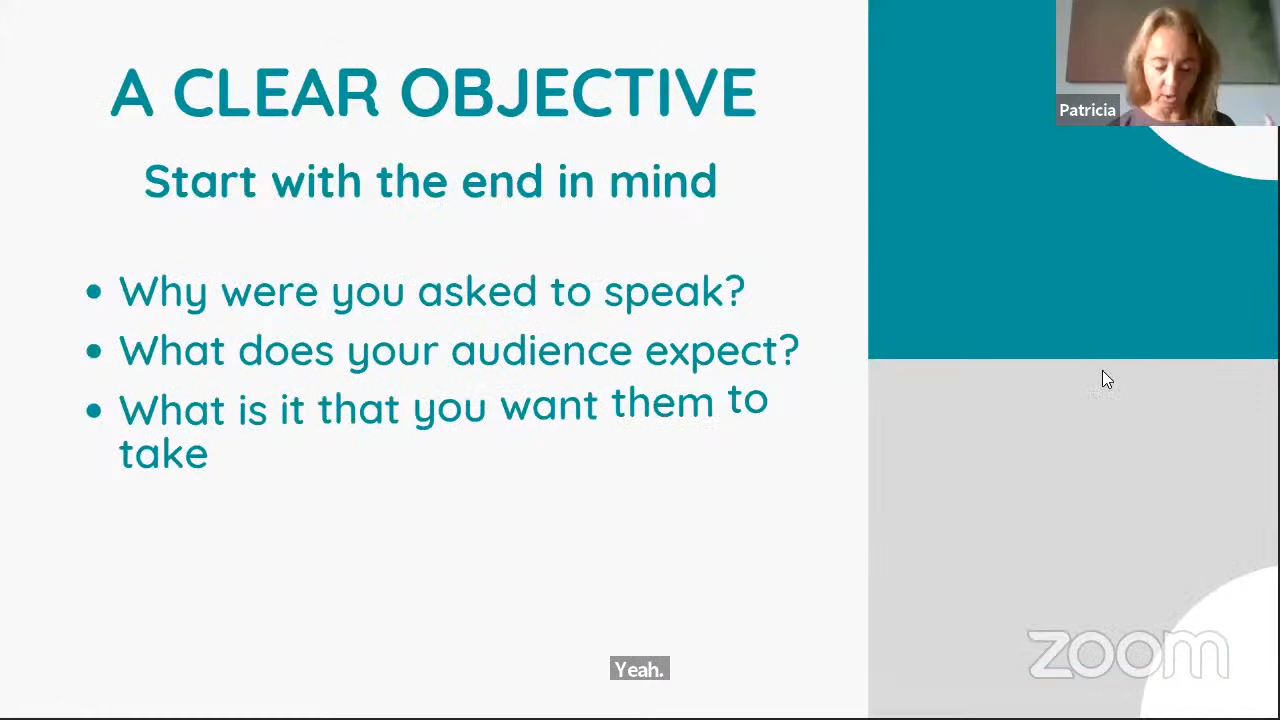 A CLEAR OBJECTIVE
Start with the end in mind
• Why were you asked to speak?
• What does your audience expect?
• What is it that you want them to
take
Patricia
zoom
Yeah.